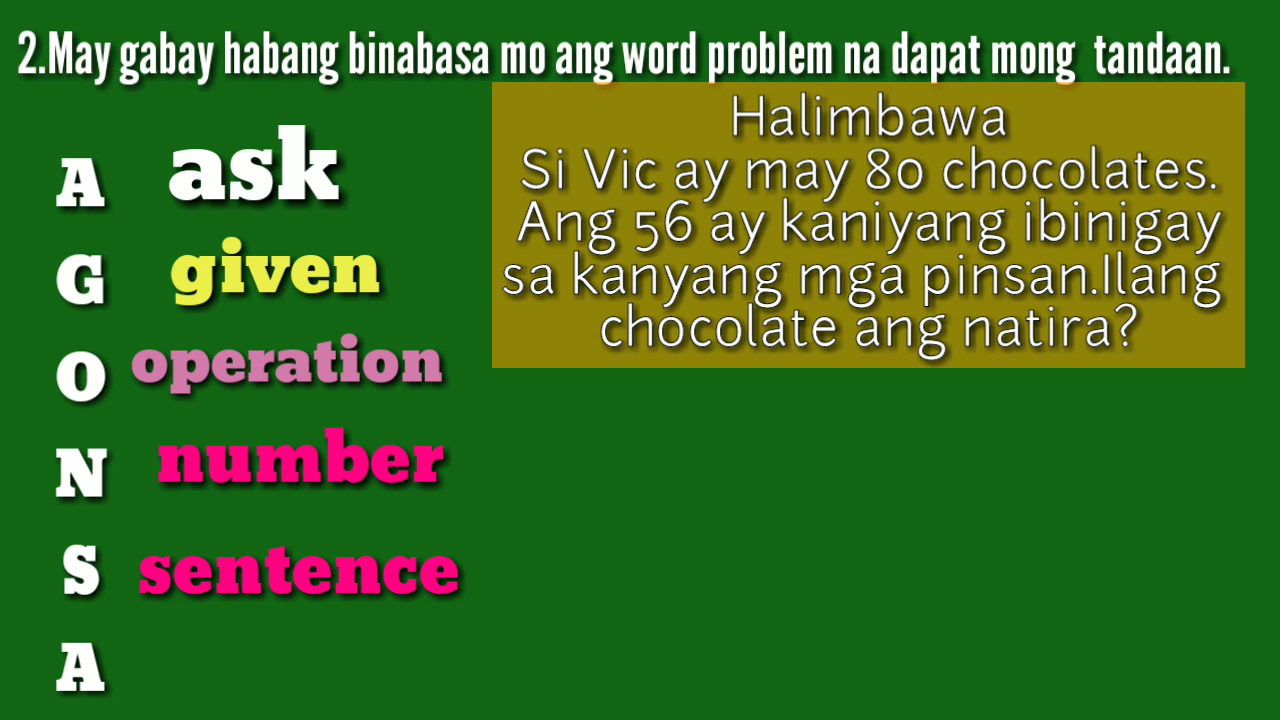 2.May gabay habang binabasa mo ang word problem na dapat mong tandaan.
A ask
G given
O operation
N number
S sentence
A
Halimbawa
Si Vic ay may 80 chocolates.
Ang 56 ay kaniyang ibinigay
sa kanyang mga pinsan.Ilang
chocolate ang natira?